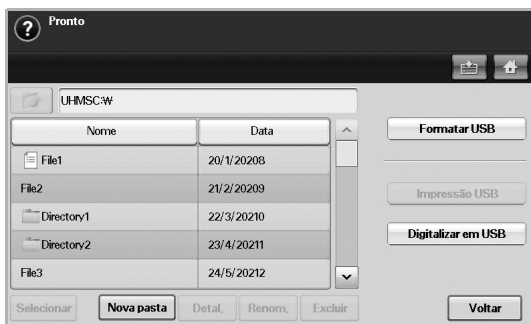 ? Pronto
UHMSC:₩
Nome Data Formatar USB
File1 20/1/20208
File2 21/2/20209 Impressão USB
Directory1 22/3/20210
Directory2 23/4/20211 Digitalizar em USB
File3 24/5/20212
Selecionar Nova pasta Detal. Renom. Excluir Voltar